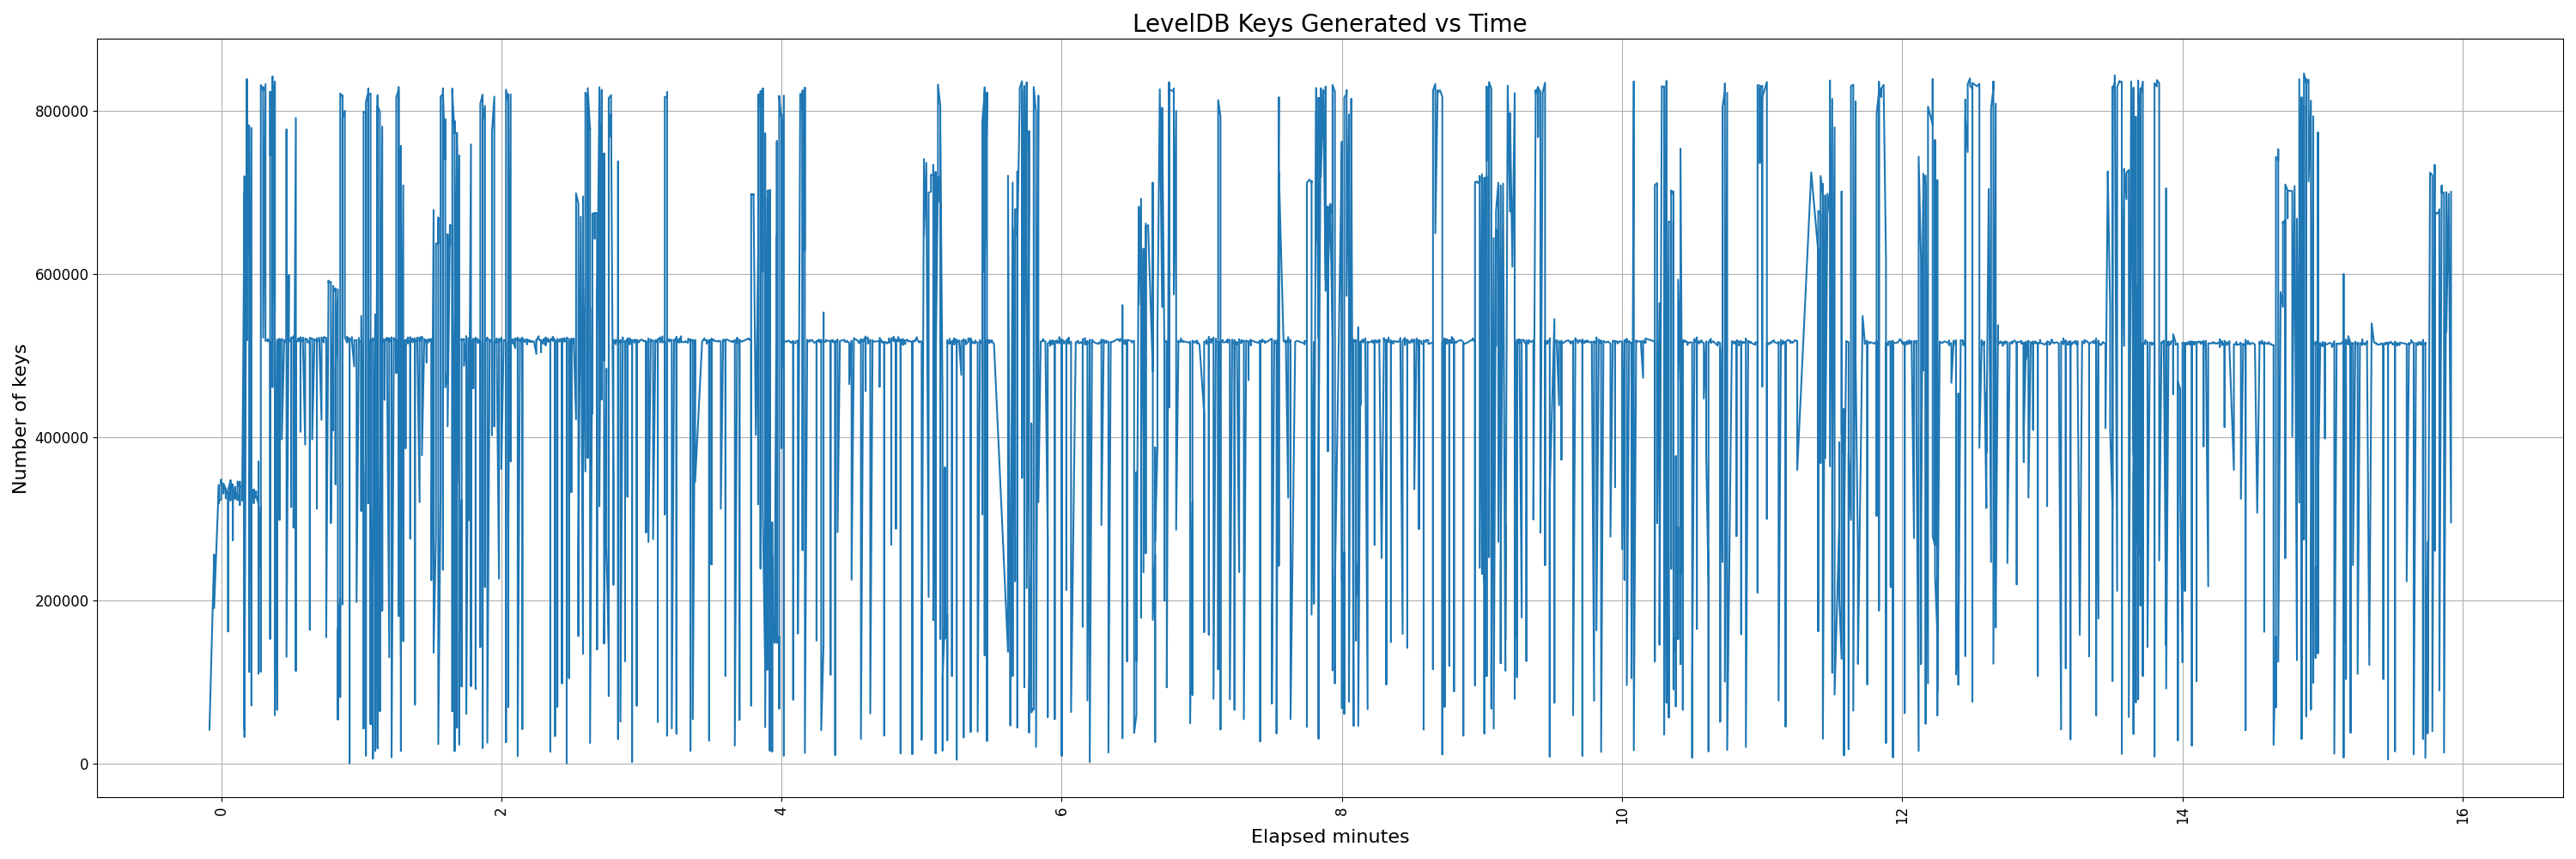 LevelDB Keys Generated vs Time
Number of keys
800000
600000
400000
200000
0
0 2 4 6 8 10 12 14 16
Elapsed minutes